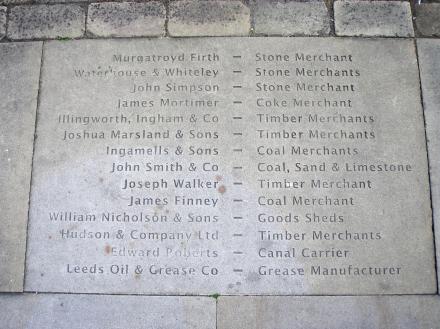 Murgatroyd Firth – Stone Merchant
Waterhouse & Whiteley – Stone Merchants
John Simpson – Stone Merchant
James Mortimer – Coke Merchant
Illingworth, Ingham & Co – Timber Merchants
Joshua Marsland & Sons – Timber Merchants
Ingamells & Sons – Coal Merchants
John Smith & Co – Coal, Sand & Limestone
Joseph Walker – Timber Merchant
James Finney – Coal Merchant
William Nicholson & Sons – Goods Sheds
Hudson & Company Ltd – Timber Merchants
Edward Roberts – Canal Carrier
Leeds Oil & Grease Co – Grease Manufacturer